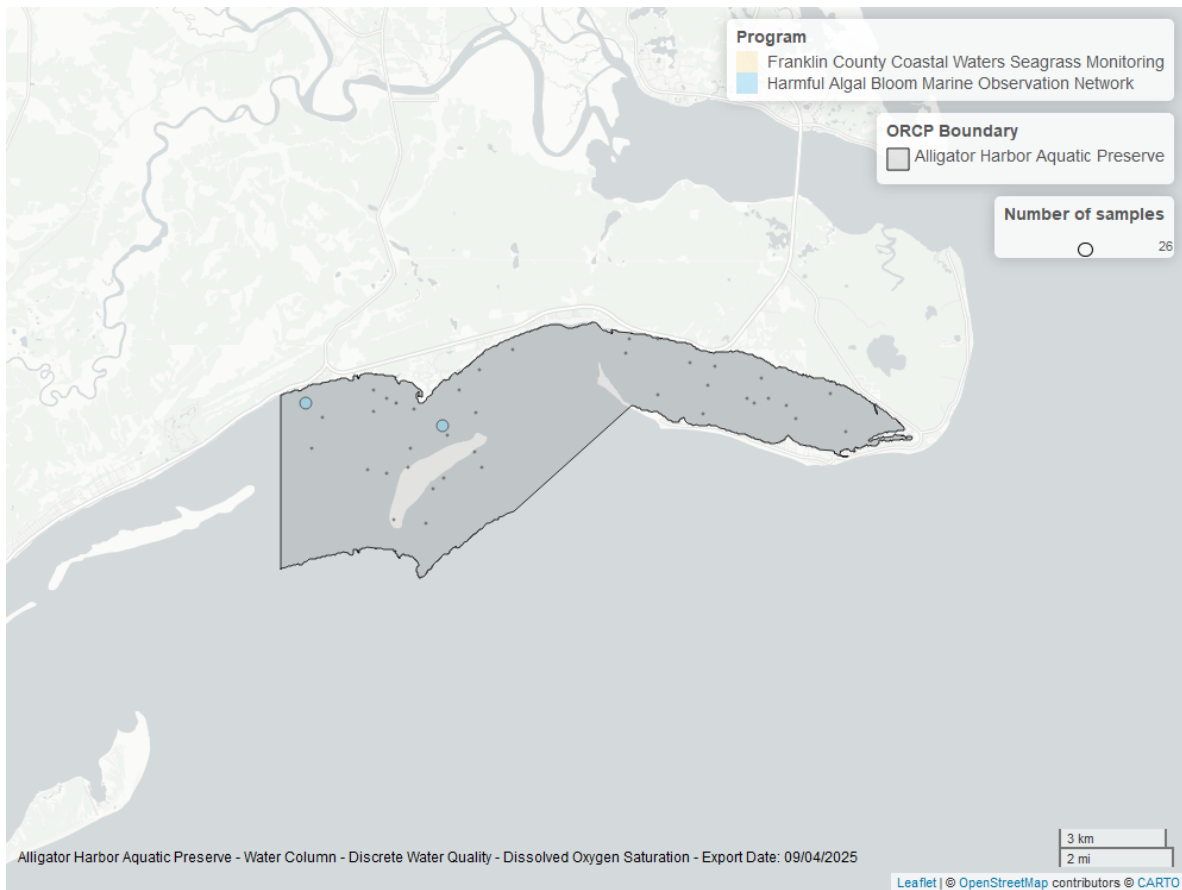 Program
Franklin County Coastal Waters Seagrass Monitoring
Harmful Algal Bloom Marine Observation Network
ORCP Boundary
Alligator Harbor Aquatic Preserve
Number of samples
26
3 km
2 mi
Alligator Harbor Aquatic Preserve - Water Column - Discrete Water Quality - Dissolved Oxygen Saturation - Export Date: 09/04/2025
Leaflet | © OpenStreetMap contributors © CARTO